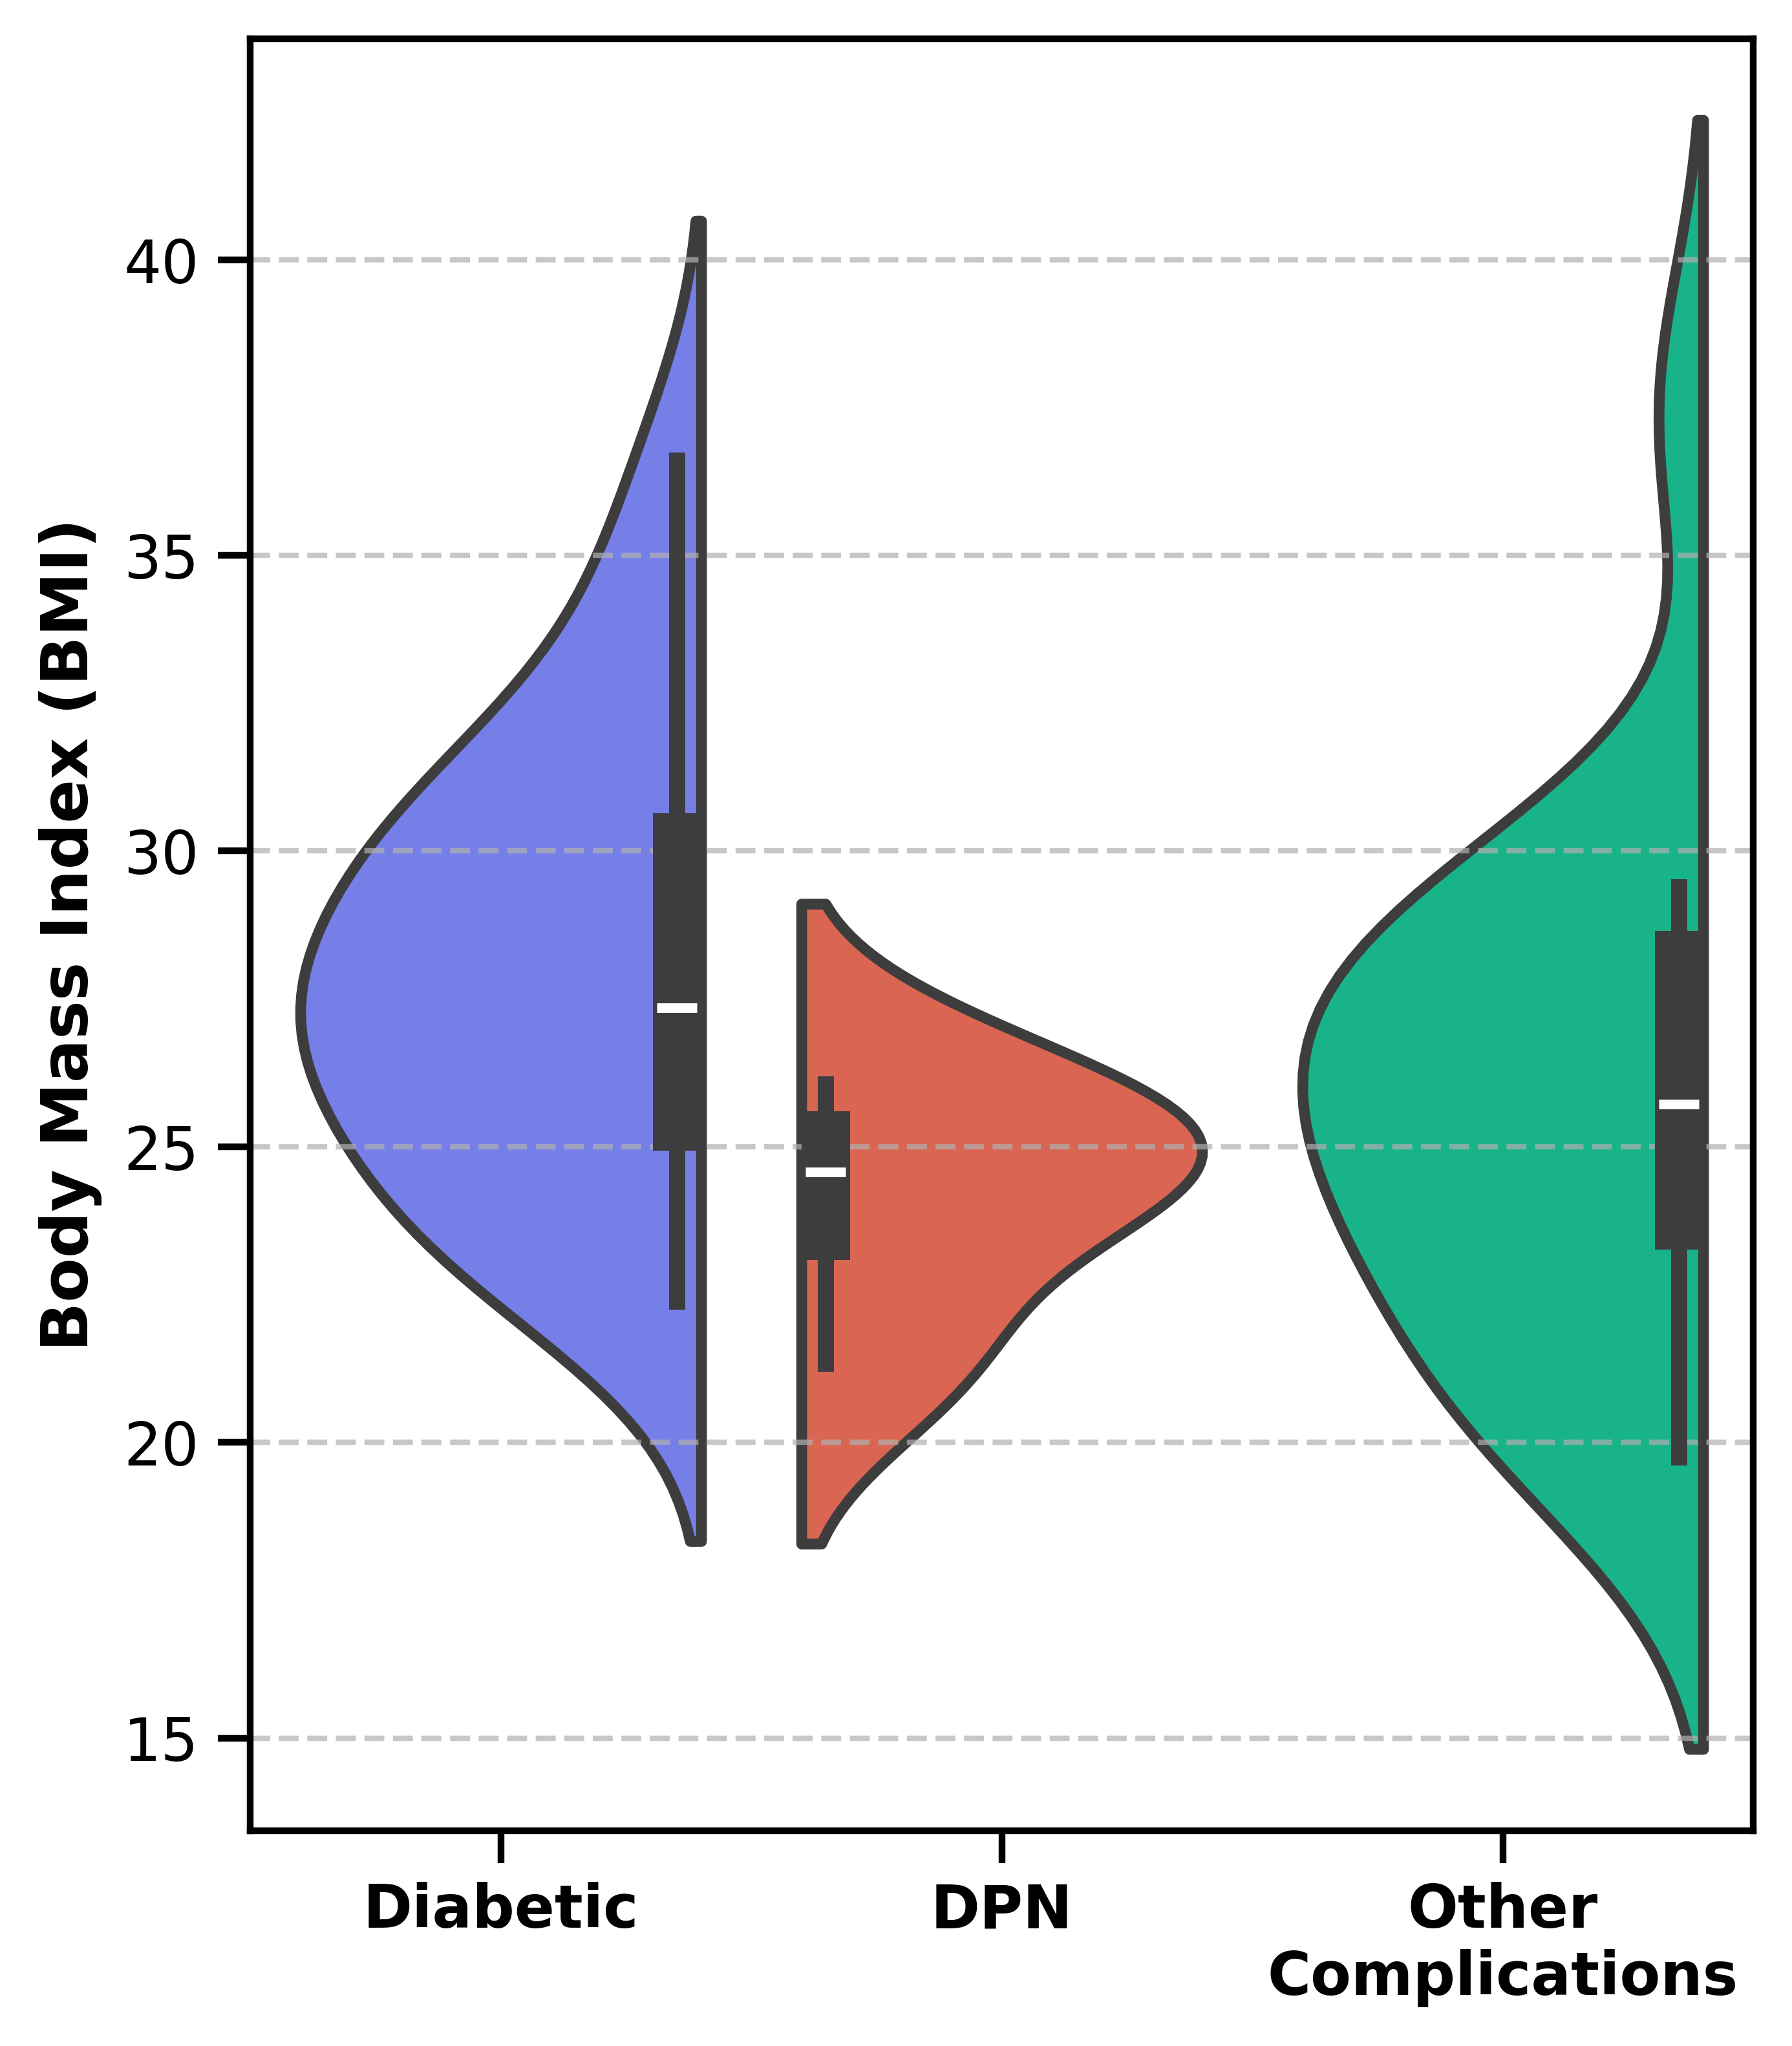 Body Mass Index (BMI)
40
35
30
25
20
15
Diabetic
DPN
Other
Complications